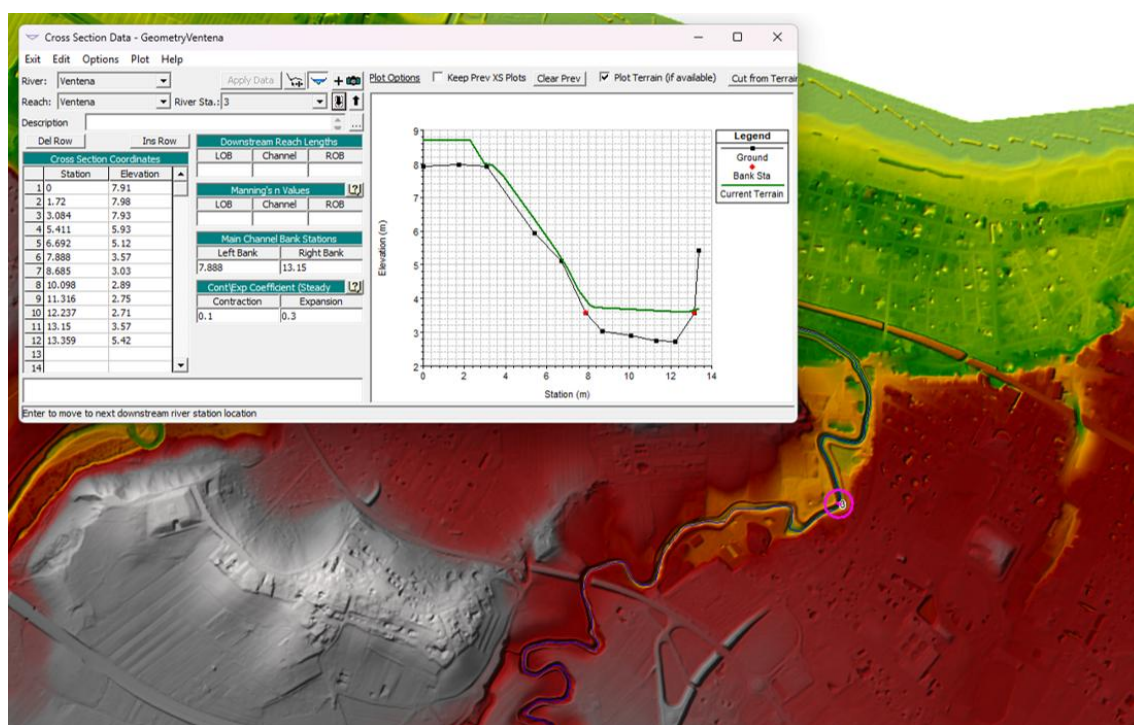 Cross Section Data - GeometryVentena
Exit Edit Options Plot Help
River: Ventena Apply Data
Reach: Ventena River Sta.: 3
Description ...
Del Row Ins Row
Cross Section Coordinates
Station Elevation
1 0 7.91
2 1.72 7.98
3 3.084 7.93
4 5.411 5.93
5 6.692 5.12
6 7.888 3.57
7 8.685 3.03
8 10.098 2.89
9 11.316 2.75
10 12.237 2.71
11 13.15 3.57
12 13.359 5.42
13
14
Downstream Reach Lengths
LOB Channel ROB
Manning's n Values ?
LOB Channel ROB
Main Channel Bank Stations
Left Bank Right Bank
7.888 13.15
Cont\Exp Coefficient (Steady ?
Contraction Expansion
0.1 0.3
Plot Options Keep Prev XS Plots Clear Prev Plot Terrain (if available) Cut from Terrain
9
8
7
6
5
4
3
2
0 2 4 6 8 10 12 14
Elevation (m)
Station (m)
Legend
Ground
Bank Sta
Current Terrain
Enter to move to next downstream river station location
3